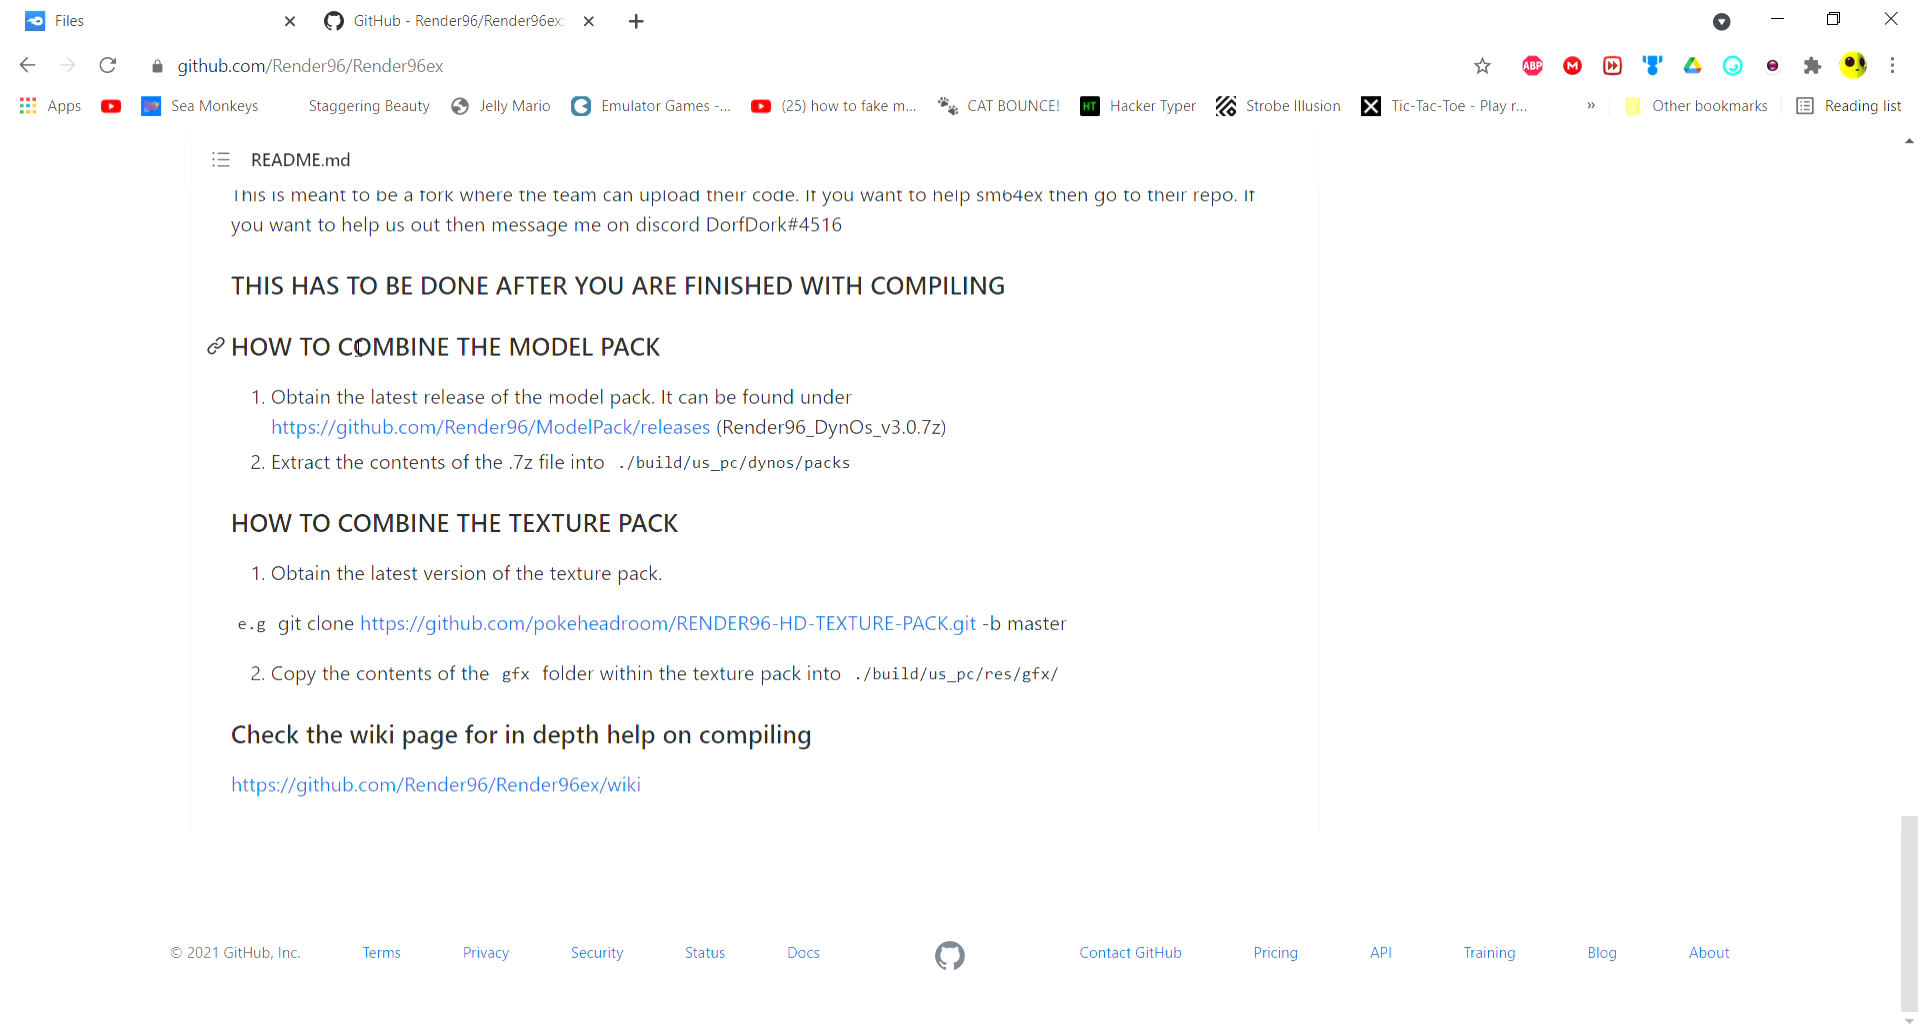 Files
GitHub - Render96/Render96ex:
github.com/Render96/Render96ex
ABP
Apps
Sea Monkeys
Staggering Beauty
Jelly Mario
Emulator Games -...
(25) how to fake m...
CAT BOUNCE!
HT
Hacker Typer
Strobe Illusion
Tic-Tac-Toe - Play r...
»
Other bookmarks
Reading list
README.md
This is meant to be a fork where the team can upload their code. If you want to help sm64ex then go to their repo. If
you want to help us out then message me on discord DorfDork#4516
THIS HAS TO BE DONE AFTER YOU ARE FINISHED WITH COMPILING
HOW TO COMBINE THE MODEL PACK
1. Obtain the latest release of the model pack. It can be found under
https://github.com/Render96/ModelPack/releases (Render96_DynOs_v3.0.7z)
2. Extract the contents of the .7z file into ./build/us_pc/dynos/packs
HOW TO COMBINE THE TEXTURE PACK
1. Obtain the latest version of the texture pack.
e.g git clone https://github.com/pokeheadroom/RENDER96-HD-TEXTURE-PACK.git -b master
2. Copy the contents of the gfx folder within the texture pack into ./build/us_pc/res/gfx/
Check the wiki page for in depth help on compiling
https://github.com/Render96/Render96ex/wiki
© 2021 GitHub, Inc.
Terms
Privacy
Security
Status
Docs
Contact GitHub
Pricing
API
Training
Blog
About